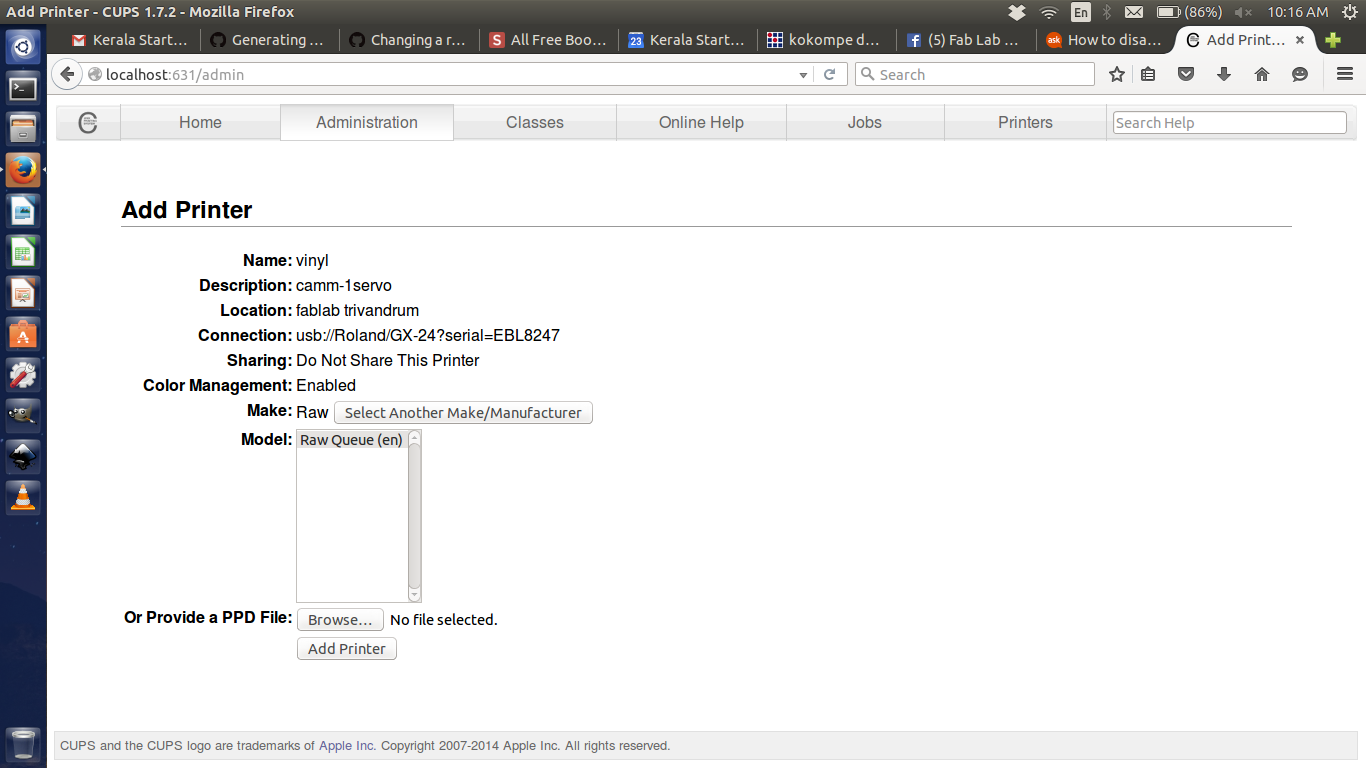 Add Printer - CUPS 1.7.2 - Mozilla Firefox
En
(86%)
10:16 AM
Kerala Start...
Generating ...
Changing a r...
S All Free Boo...
23 Kerala Start...
kokompe d...
f (5) Fab Lab ...
ask How to disa...
Add Print... ×
localhost:631/admin
Search
Home
Administration
Classes
Online Help
Jobs
Printers
Search Help
Add Printer
Name: vinyl
Description: camm-1servo
Location: fablab trivandrum
Connection: usb://Roland/GX-24?serial=EBL8247
Sharing: Do Not Share This Printer
Color Management: Enabled
Make: Raw Select Another Make/Manufacturer
Model: Raw Queue (en)
Or Provide a PPD File: Browse... No file selected.
Add Printer
CUPS and the CUPS logo are trademarks of Apple Inc. Copyright 2007-2014 Apple Inc. All rights reserved.